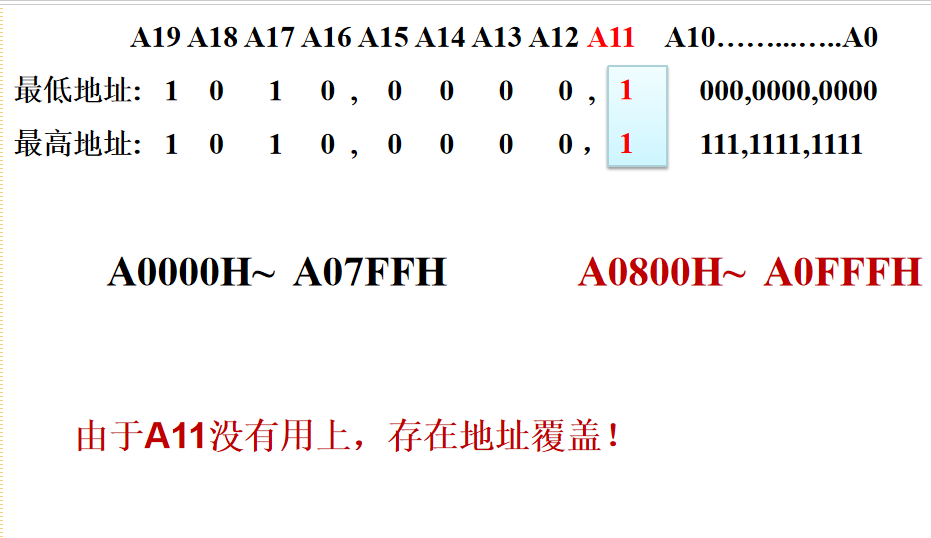 A19 A18 A17 A16 A15 A14 A13 A12 A11 A10……...…..A0
最低地址: 1 0 1 0 , 0 0 0 0 , 1 000,0000,0000
最高地址: 1 0 1 0 , 0 0 0 0 , 1 111,1111,1111
A0000H~ A07FFH A0800H~ A0FFFH
由于A11没有用上，存在地址覆盖！